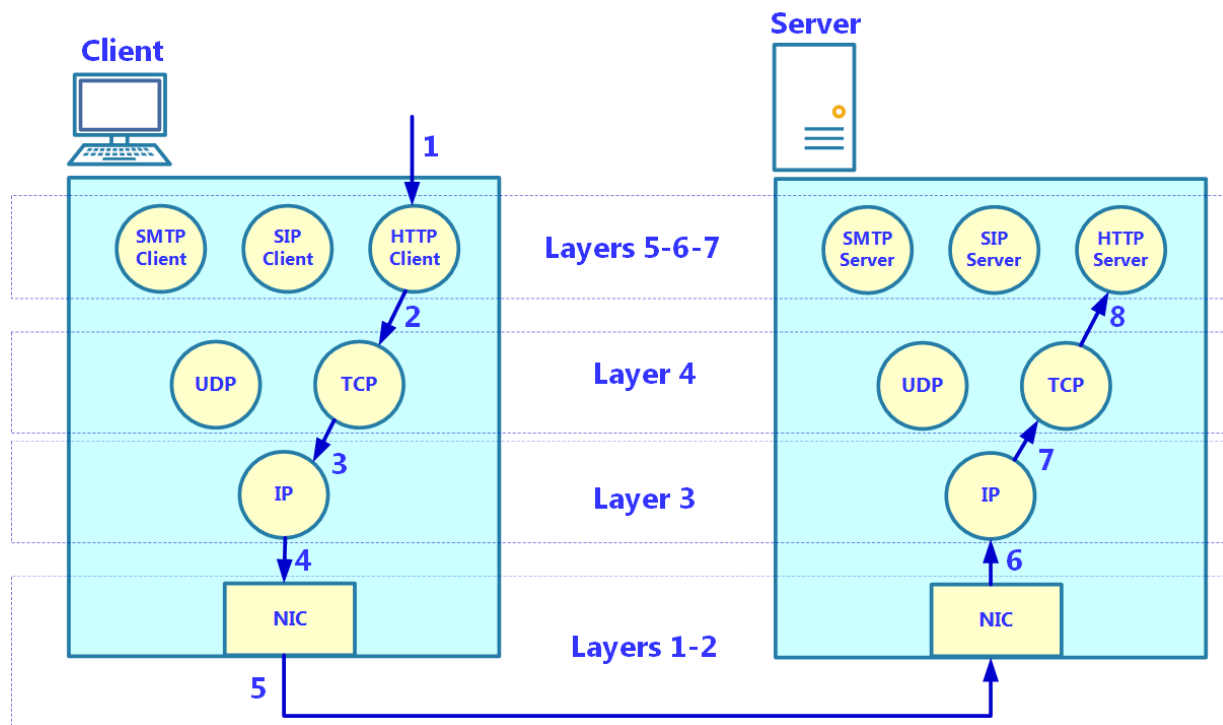 Client
Server
1
SMTP
Client
SIP
Client
HTTP
Client
Layers 5-6-7
SMTP
Server
SIP
Server
HTTP
Server
2
8
UDP
TCP
Layer 4
UDP
TCP
3
7
IP
Layer 3
IP
4
6
NIC
NIC
Layers 1-2
5